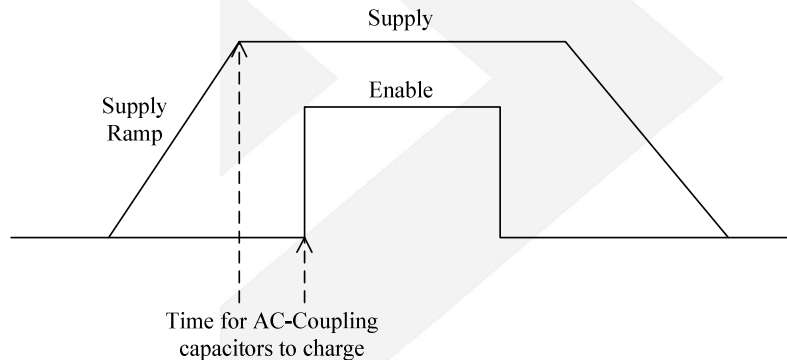 Supply
Enable
Supply
Ramp
Time for AC-Coupling
capacitors to charge